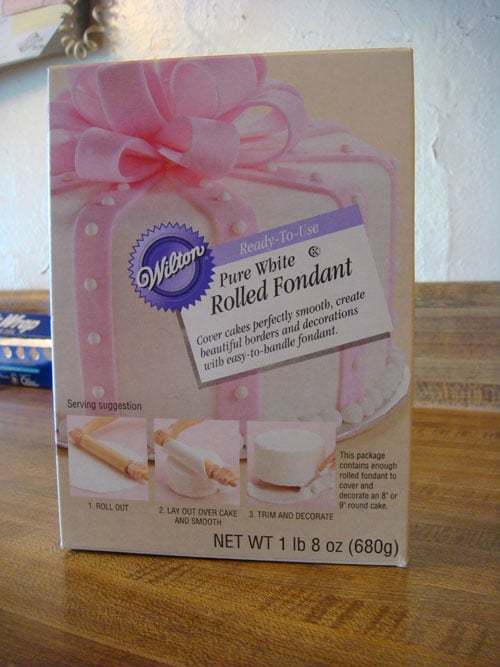 Wilton
Ready-To-Use
Pure White K
Rolled Fondant
Cover cakes perfectly smooth, create
beautiful borders and decorations
with easy-to-handle fondant.
Serving suggestion
1. ROLL OUT
2. LAY OUT OVER CAKE
AND SMOOTH
3. TRIM AND DECORATE
This package
contains enough
rolled fondant to
cover and
decorate an 8" or
9" round cake.
NET WT 1 lb 8 oz (680g)
Wrap